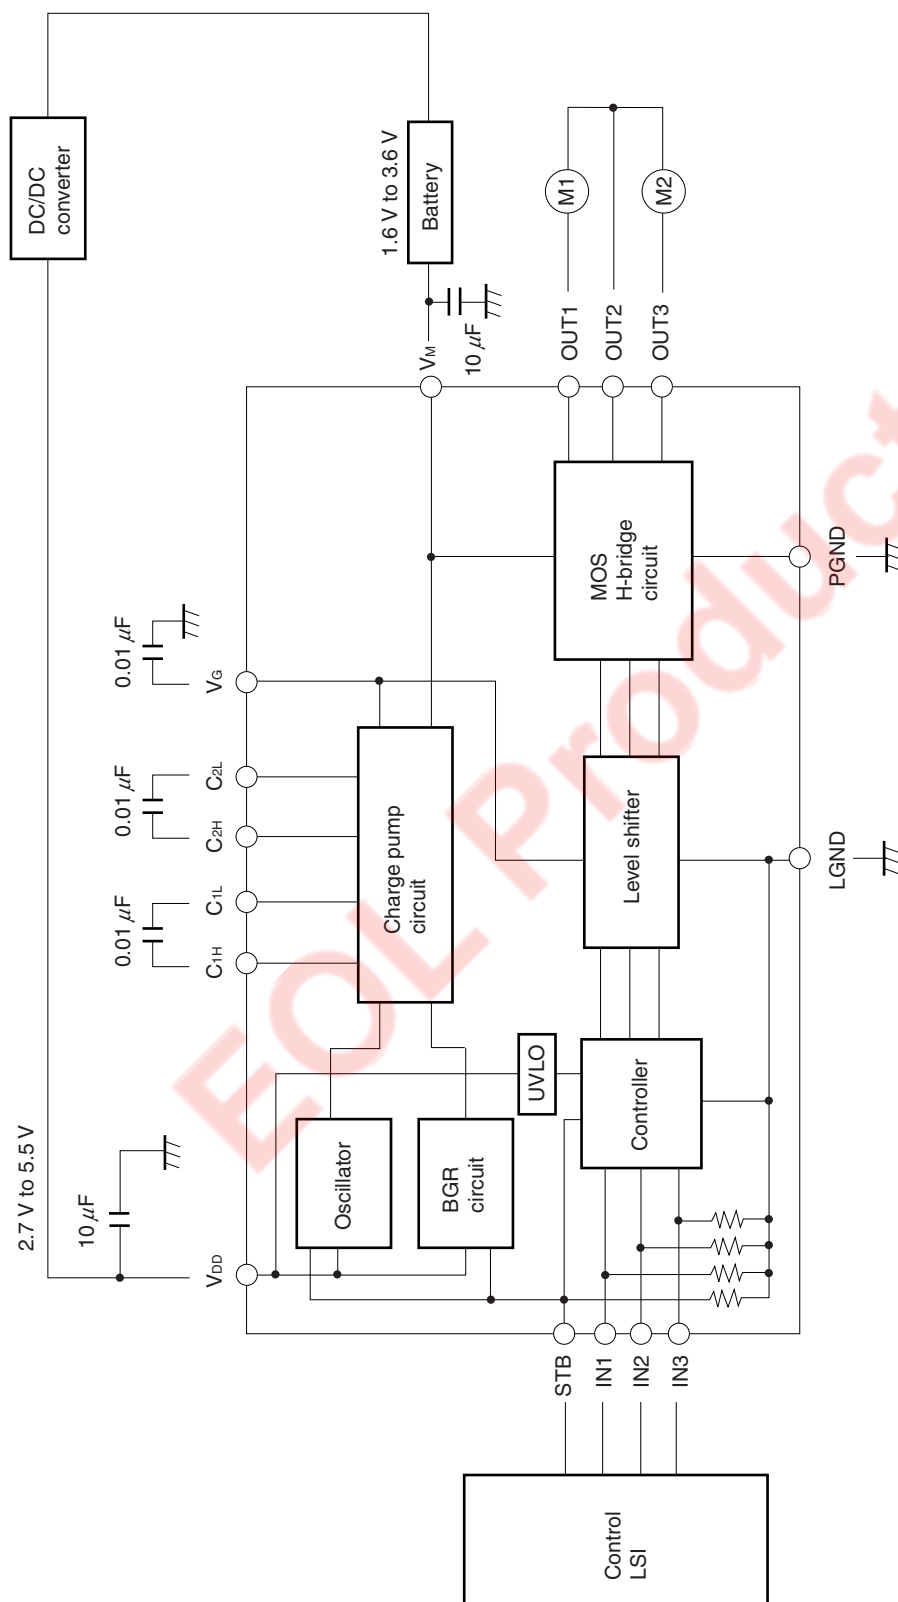 2.7 V to 5.5 V
10 µF
DC/DC
converter
VDD
C1H
C1L
C2H
C2L
VG
0.01 µF
0.01 µF
0.01 µF
1.6 V to 3.6 V
Battery
VM
10 µF
Oscillator
BGR
circuit
Charge pump
circuit
UVLO
Control
LSI
STB
IN1
IN2
IN3
Controller
Level shifter
MOS
H-bridge
circuit
OUT1
OUT2
OUT3
M1
M2
LGND
PGND
EOL Product